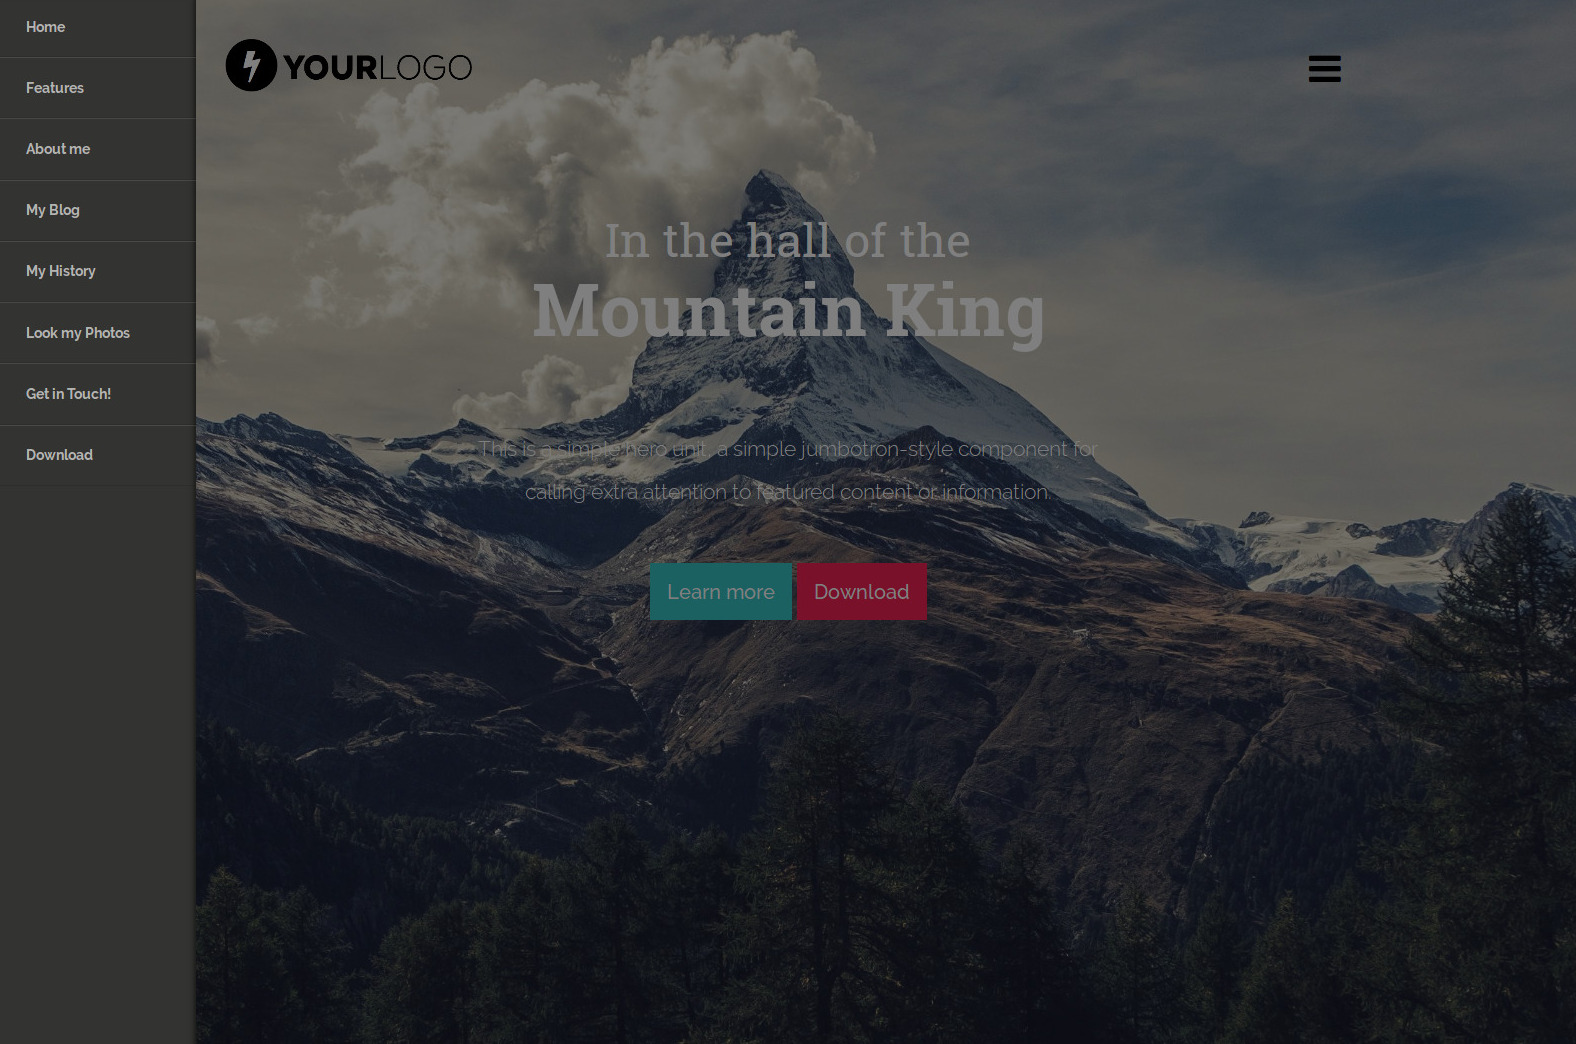 Home
Features
About me
My Blog
My History
Look my Photos
Get in Touch!
Download
YOURLOGO
In the hall of the
Mountain King
This is a simple hero unit, a simple jumbotron-style component for
calling extra attention to featured content or information.
Learn more
Download